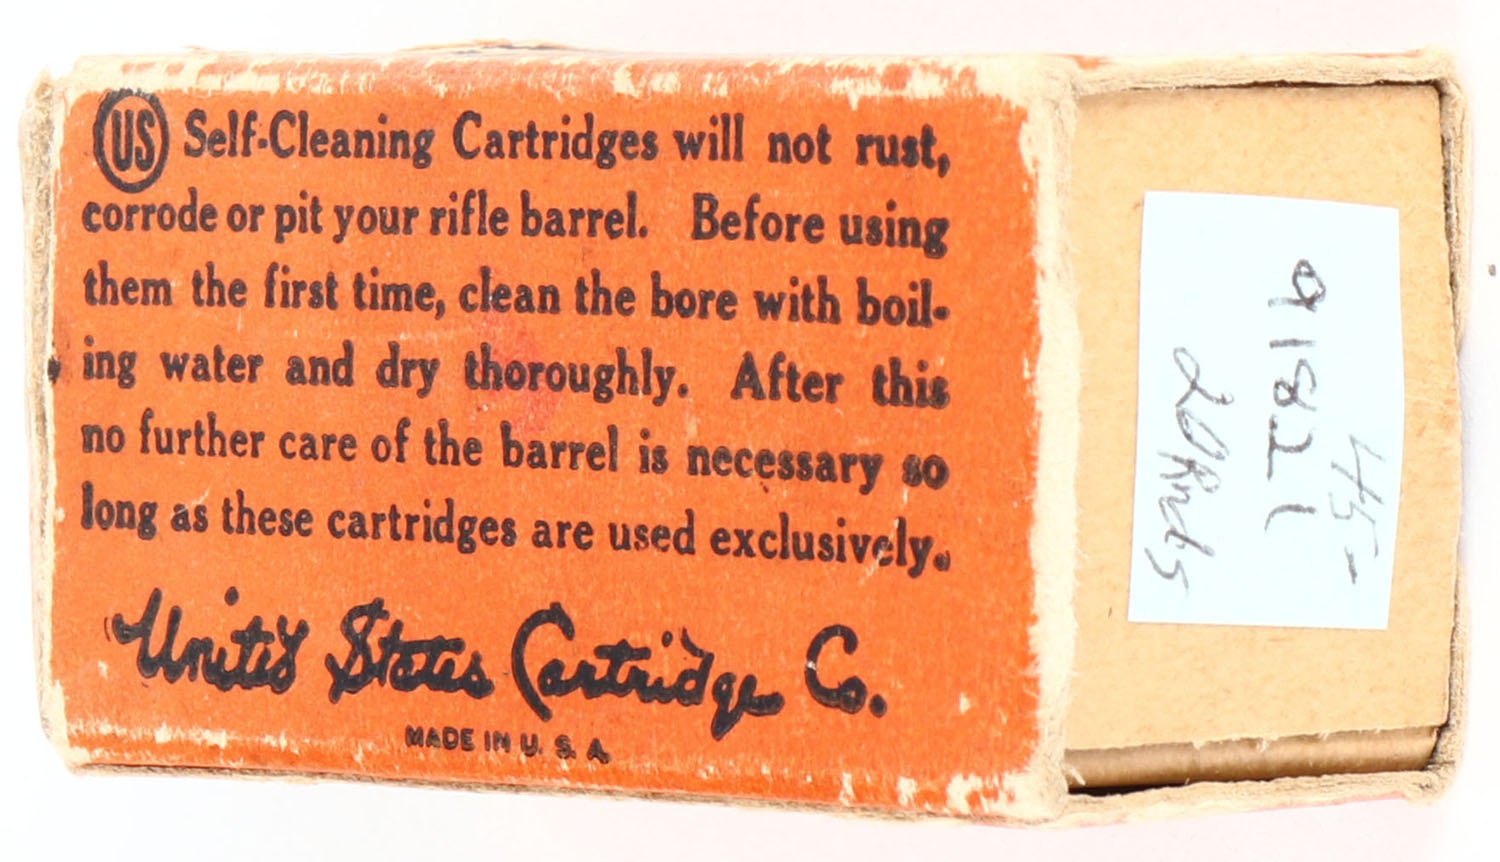 US Self-Cleaning Cartridges will not rust,
corrode or pit your rifle barrel. Before using
them the first time, clean the bore with boil-
ing water and dry thoroughly. After this
no further care of the barrel is necessary so
long as these cartridges are used exclusively.
United States Cartridge Co.
MADE IN U. S. A.
45-
9182 L
20 Rnds